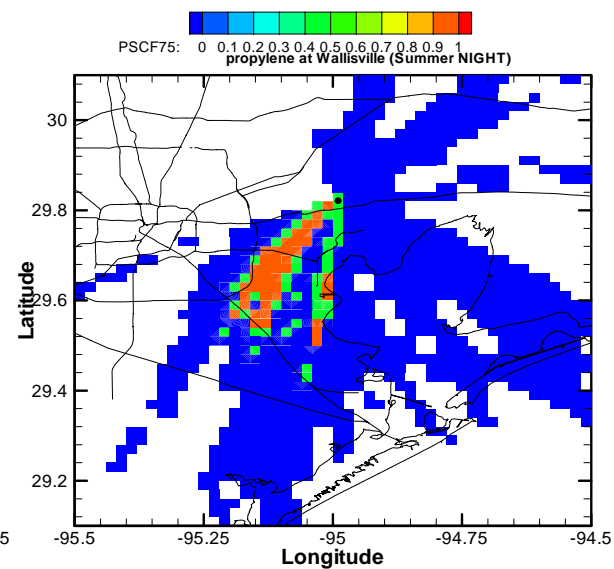 PSCF75: 0 0.1 0.2 0.3 0.4 0.5 0.6 0.7 0.8 0.9 1
propylene at Wallisville (Summer NIGHT)
30
29.8
29.6
29.4
29.2
Latitude
5 -95.5 -95.25 -95 -94.75 -94.5
Longitude